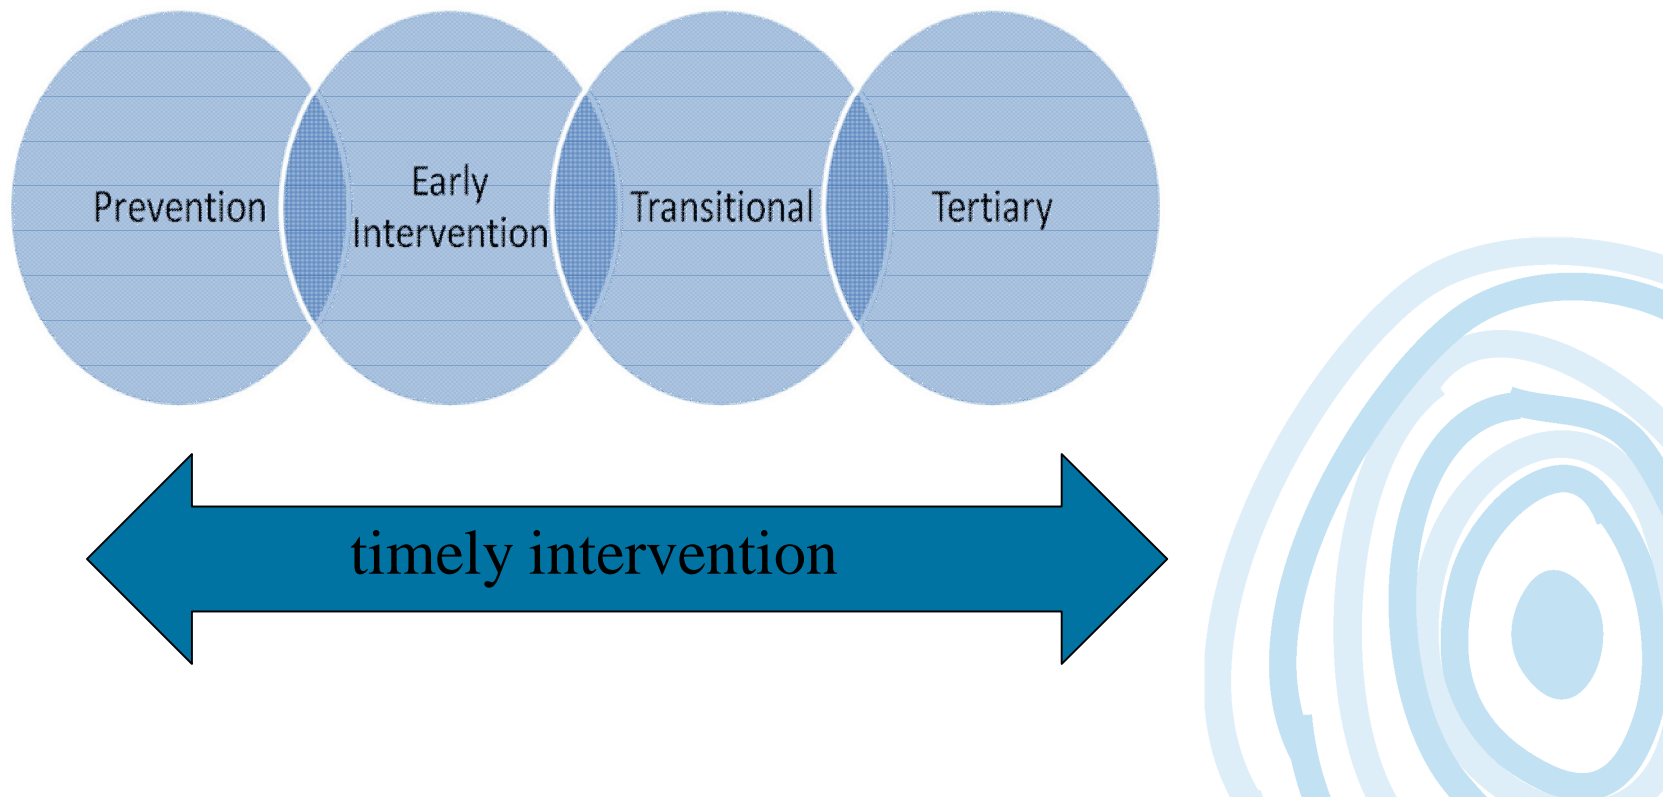 Prevention
Early
Intervention
Transitional
Tertiary
timely intervention